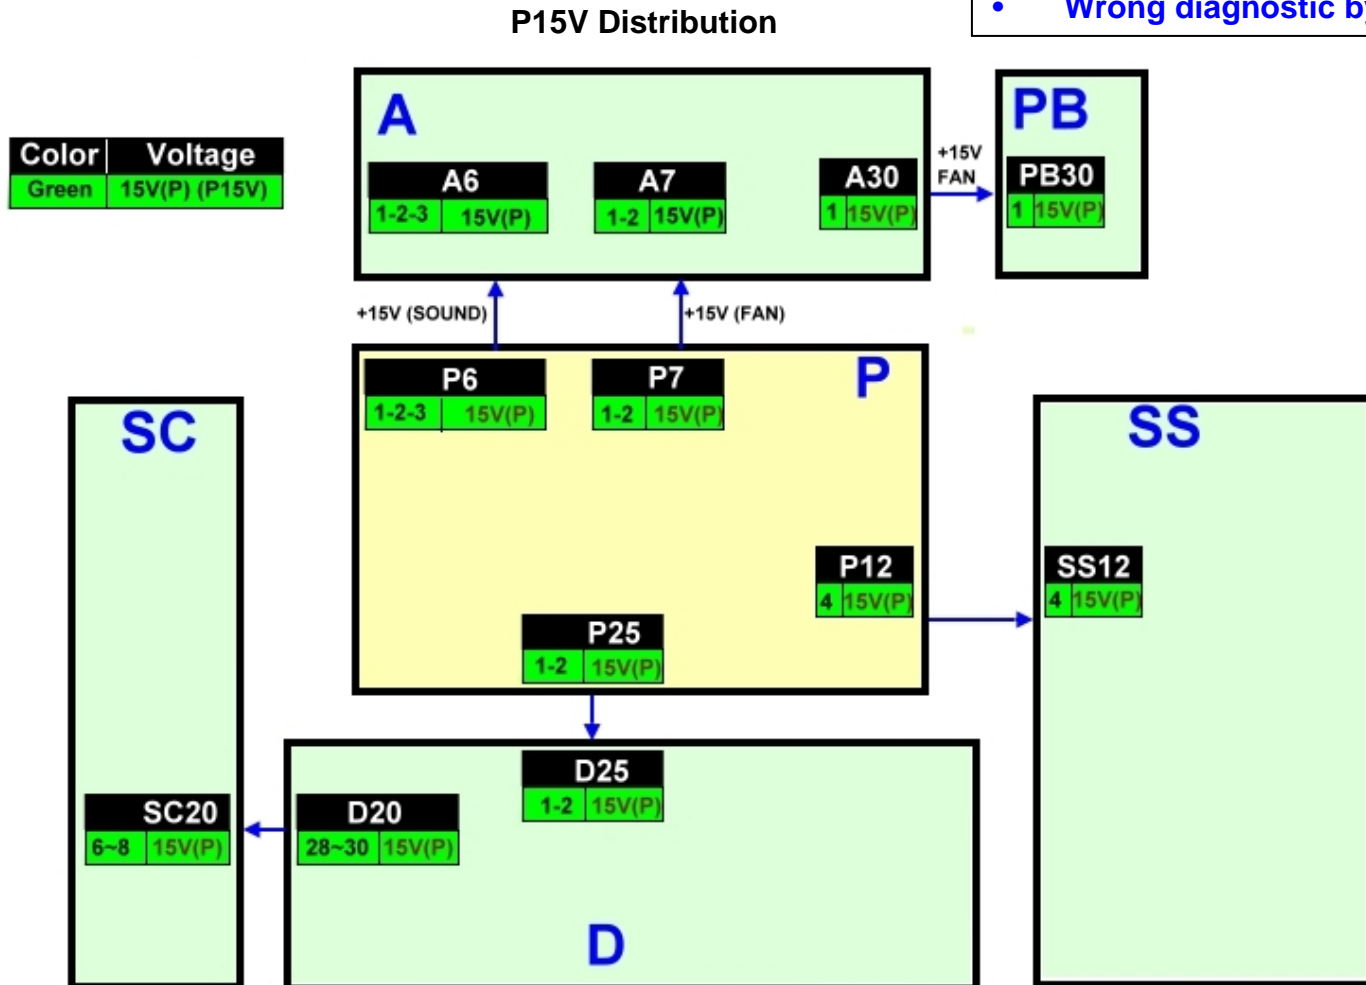 • Wrong diagnostic by
P15V Distribution
A
PB
Color Voltage
Green 15V(P) (P15V)
A6
1-2-3 15V(P)
A7
1-2 15V(P)
A30
1 15V(P)
+15V
FAN
PB30
1 15V(P)
+15V (SOUND)
+15V (FAN)
P
P6
1-2-3 15V(P)
P7
1-2 15V(P)
SC
SS
P12
4 15V(P)
SS12
4 15V(P)
P25
1-2 15V(P)
D25
1-2 15V(P)
SC20
6~8 15V(P)
D20
28~30 15V(P)
D